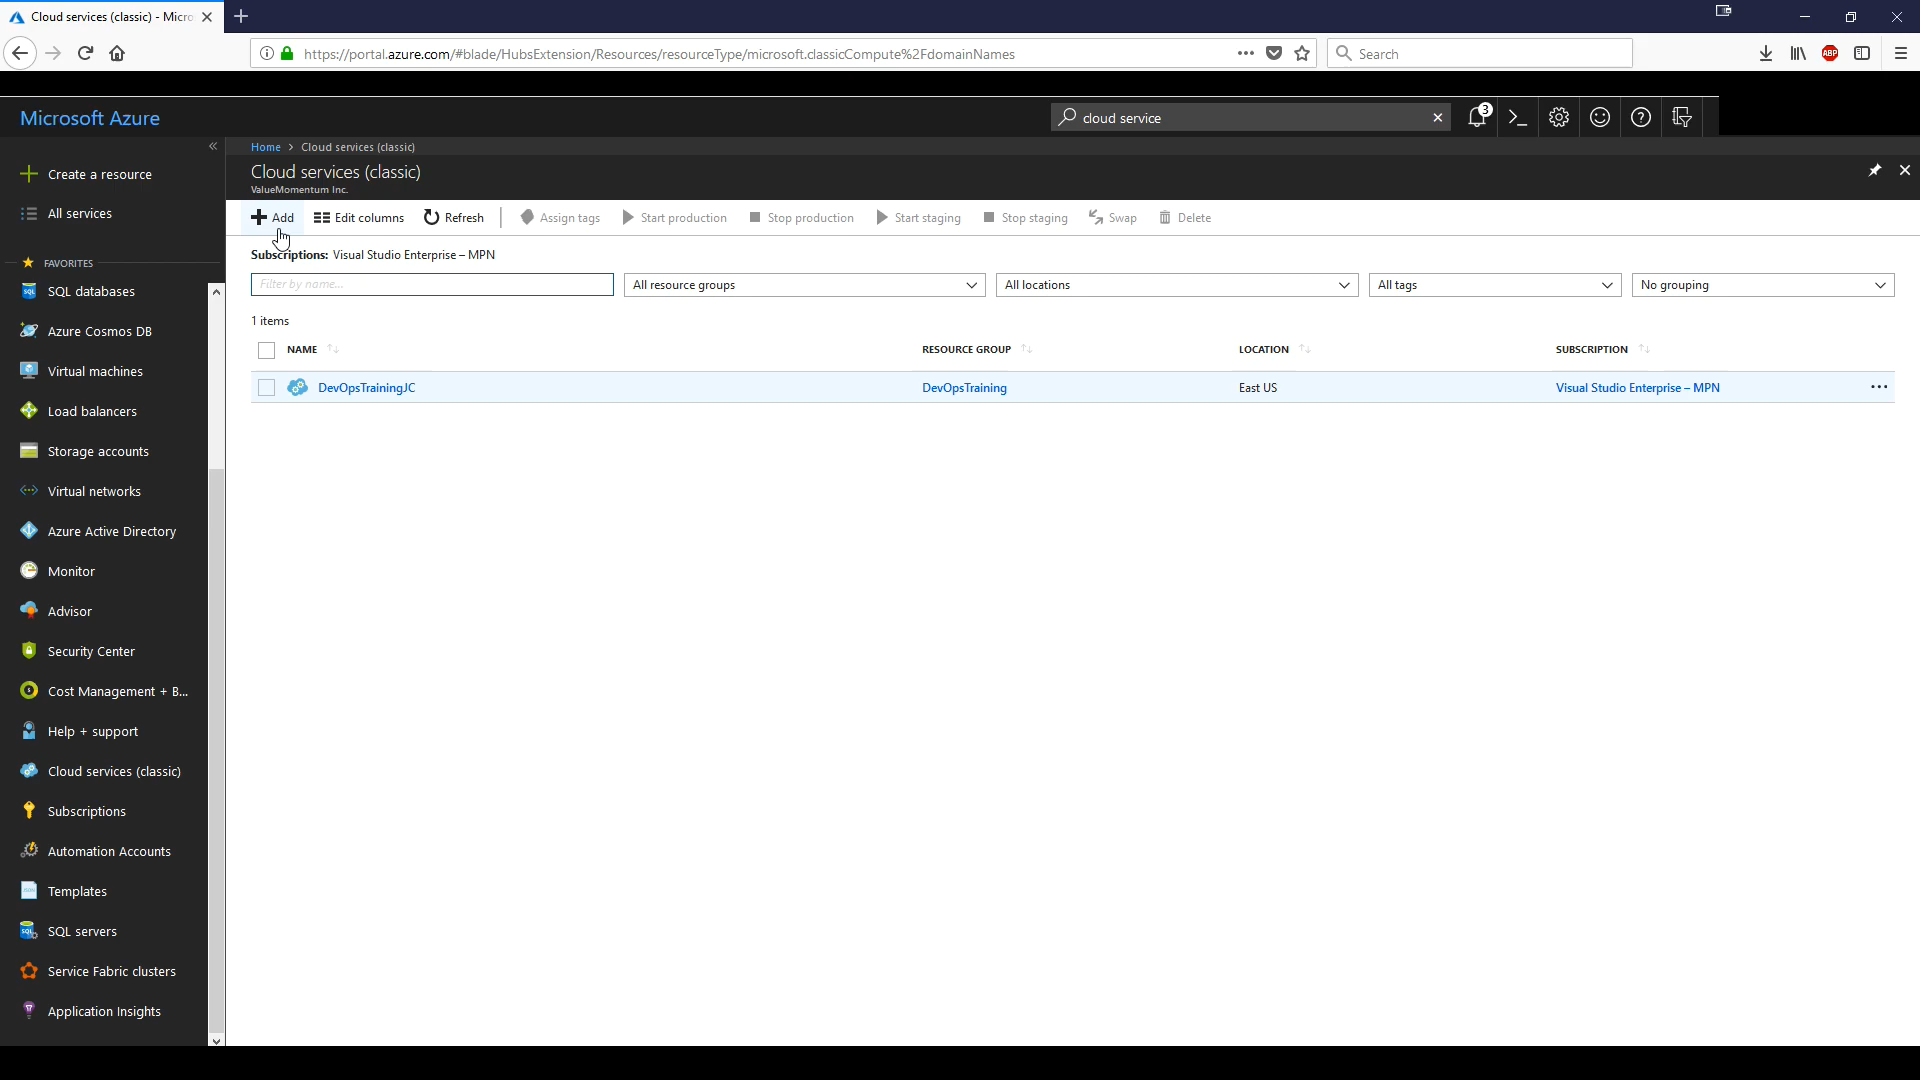 Cloud services (classic) - Micro
https://portal.azure.com/#blade/HubsExtension/Resources/resourceType/microsoft.classicCompute%2FdomainNames
Search
ABP
Microsoft Azure
cloud service
3
Home > Cloud services (classic)
Create a resource
Cloud services (classic)
ValueMomentum Inc.
All services
Add
Edit columns
Refresh
Assign tags
Start production
Stop production
Start staging
Stop staging
Swap
Delete
Subscriptions: Visual Studio Enterprise – MPN
FAVORITES
Filter by name...
All resource groups
All locations
All tags
No grouping
1 items
NAME
RESOURCE GROUP
LOCATION
SUBSCRIPTION
DevOpsTrainingJC
DevOpsTraining
East US
Visual Studio Enterprise – MPN
SQL databases
Azure Cosmos DB
Virtual machines
Load balancers
Storage accounts
Virtual networks
Azure Active Directory
Monitor
Advisor
Security Center
Cost Management + B...
Help + support
Cloud services (classic)
Subscriptions
Automation Accounts
Templates
SQL servers
Service Fabric clusters
Application Insights